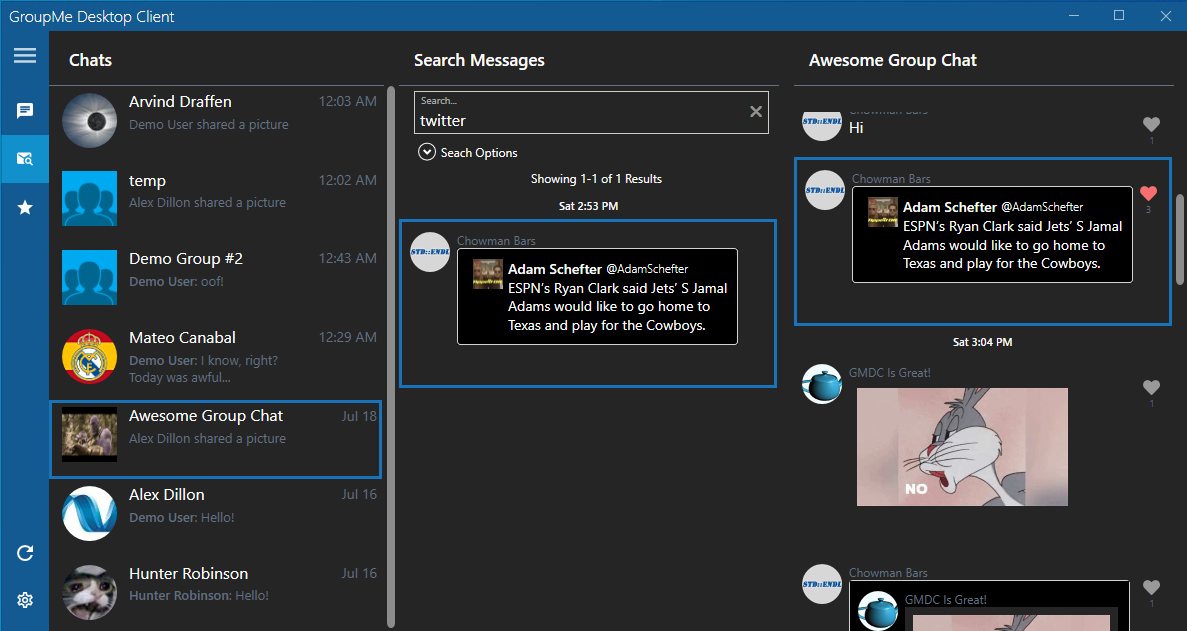 GroupMe Desktop Client
Chats
Arvind Draffen 12:03 AM
Demo User shared a picture
temp 12:02 AM
Alex Dillon shared a picture
Demo Group #2 12:43 AM
Demo User: oof!
Mateo Canabal 12:29 AM
Demo User: I know, right?
Today was awful...
Awesome Group Chat Jul 18
Alex Dillon shared a picture
Alex Dillon Jul 16
Demo User: Hello!
Hunter Robinson Jul 16
Hunter Robinson: Hello!
Search Messages
Search...
twitter
Seach Options
Showing 1-1 of 1 Results
Sat 2:53 PM
STD::ENDL
Chowman Bars
Adam Schefter @AdamSchefter
ESPN's Ryan Clark said Jets' S Jamal
Adams would like to go home to
Texas and play for the Cowboys.
Awesome Group Chat
Chowman Bars
STD::ENDL
Hi
1
Chowman Bars
STD::ENDL
3
Adam Schefter @AdamSchefter
ESPN's Ryan Clark said Jets' S Jamal
Adams would like to go home to
Texas and play for the Cowboys.
Sat 3:04 PM
GMDC Is Great!
1
NO
Chowman Bars
STD::ENDL
1
GMDC Is Great!